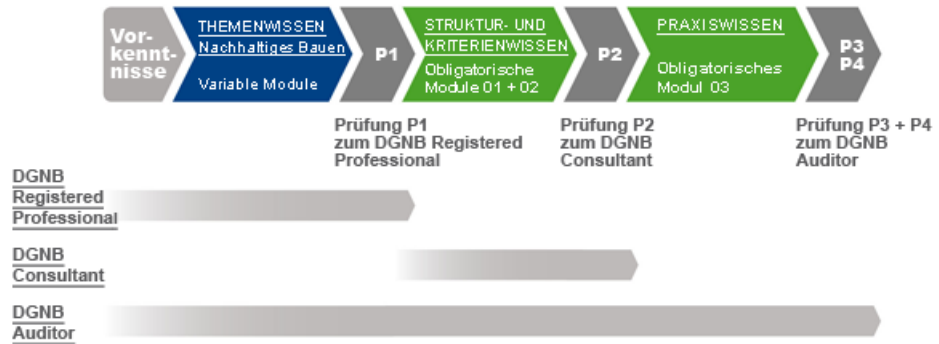 Vor-
kennt-
nisse
THEMENWISSEN
Nachhaltiges Bauen
Variable Module
P1
STRUKTUR- UND
KRITERIENWISSEN
Obligatorische
Module 01 + 02
P2
PRAXISWISSEN
Obligatorisches
Modul 03
P3
P4
Prüfung P1
zum DGNB Registered
Professional
Prüfung P2
zum DGNB
Consultant
Prüfung P3 + P4
zum DGNB
Auditor
DGNB
Registered
Professional
DGNB
Consultant
DGNB
Auditor